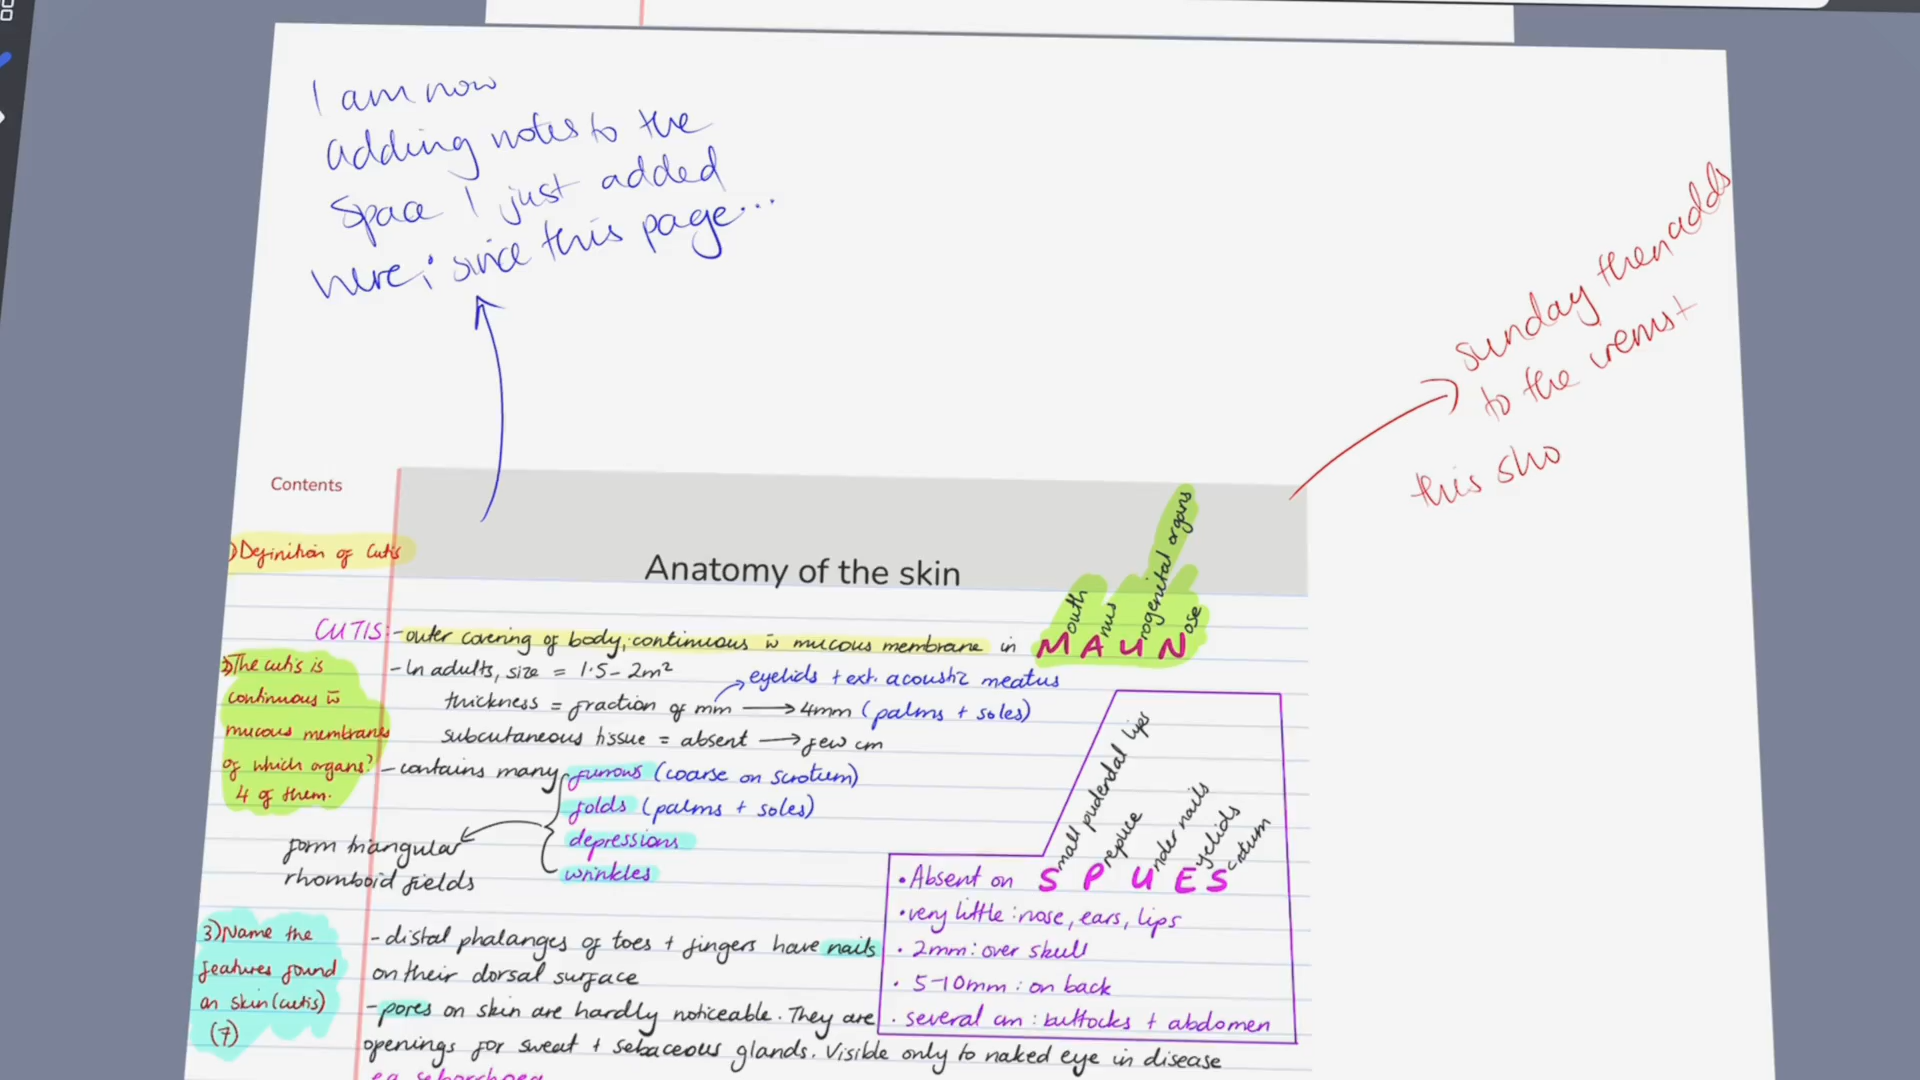 I am now
adding notes to the
space I just added
here; since this page...
sunday then adds
to the
this sho
Contents
Anatomy of the skin
1) Definition of Cutis
CUTIS: - outer covering of body; continuous w̄ mucous membrane in MAUN
Mouth
Anus
Urogenital organs
Nose
- In adults, size = 1.5 - 2m²
eyelids + ext. acoustic meatus
thickness = fraction of mm → 4mm (palms + soles)
subcutaneous tissue = absent → few cm
2) The cutis is
continuous w̄
mucous membrane
of which organs?
4 of them.
- contains many furrows (coarse on scrotum)
folds (palms + soles)
depressions
wrinkles
form triangular
rhomboid fields
• Absent on SPUES
Small pudendal lips
Prepuce
Under nails
Eyelids
Scrotum
• very little: nose, ears, lips
• 2mm: over skull
• 5-10mm: on back
• several cm: buttocks + abdomen
3) Name the
features found
on skin (cutis)
(7)
- distal phalanges of toes + fingers have nails
on their dorsal surface
- pores on skin are hardly noticeable. They are
openings for sweat + sebaceous glands. Visible only to naked eye in disease
eg seborrhoea